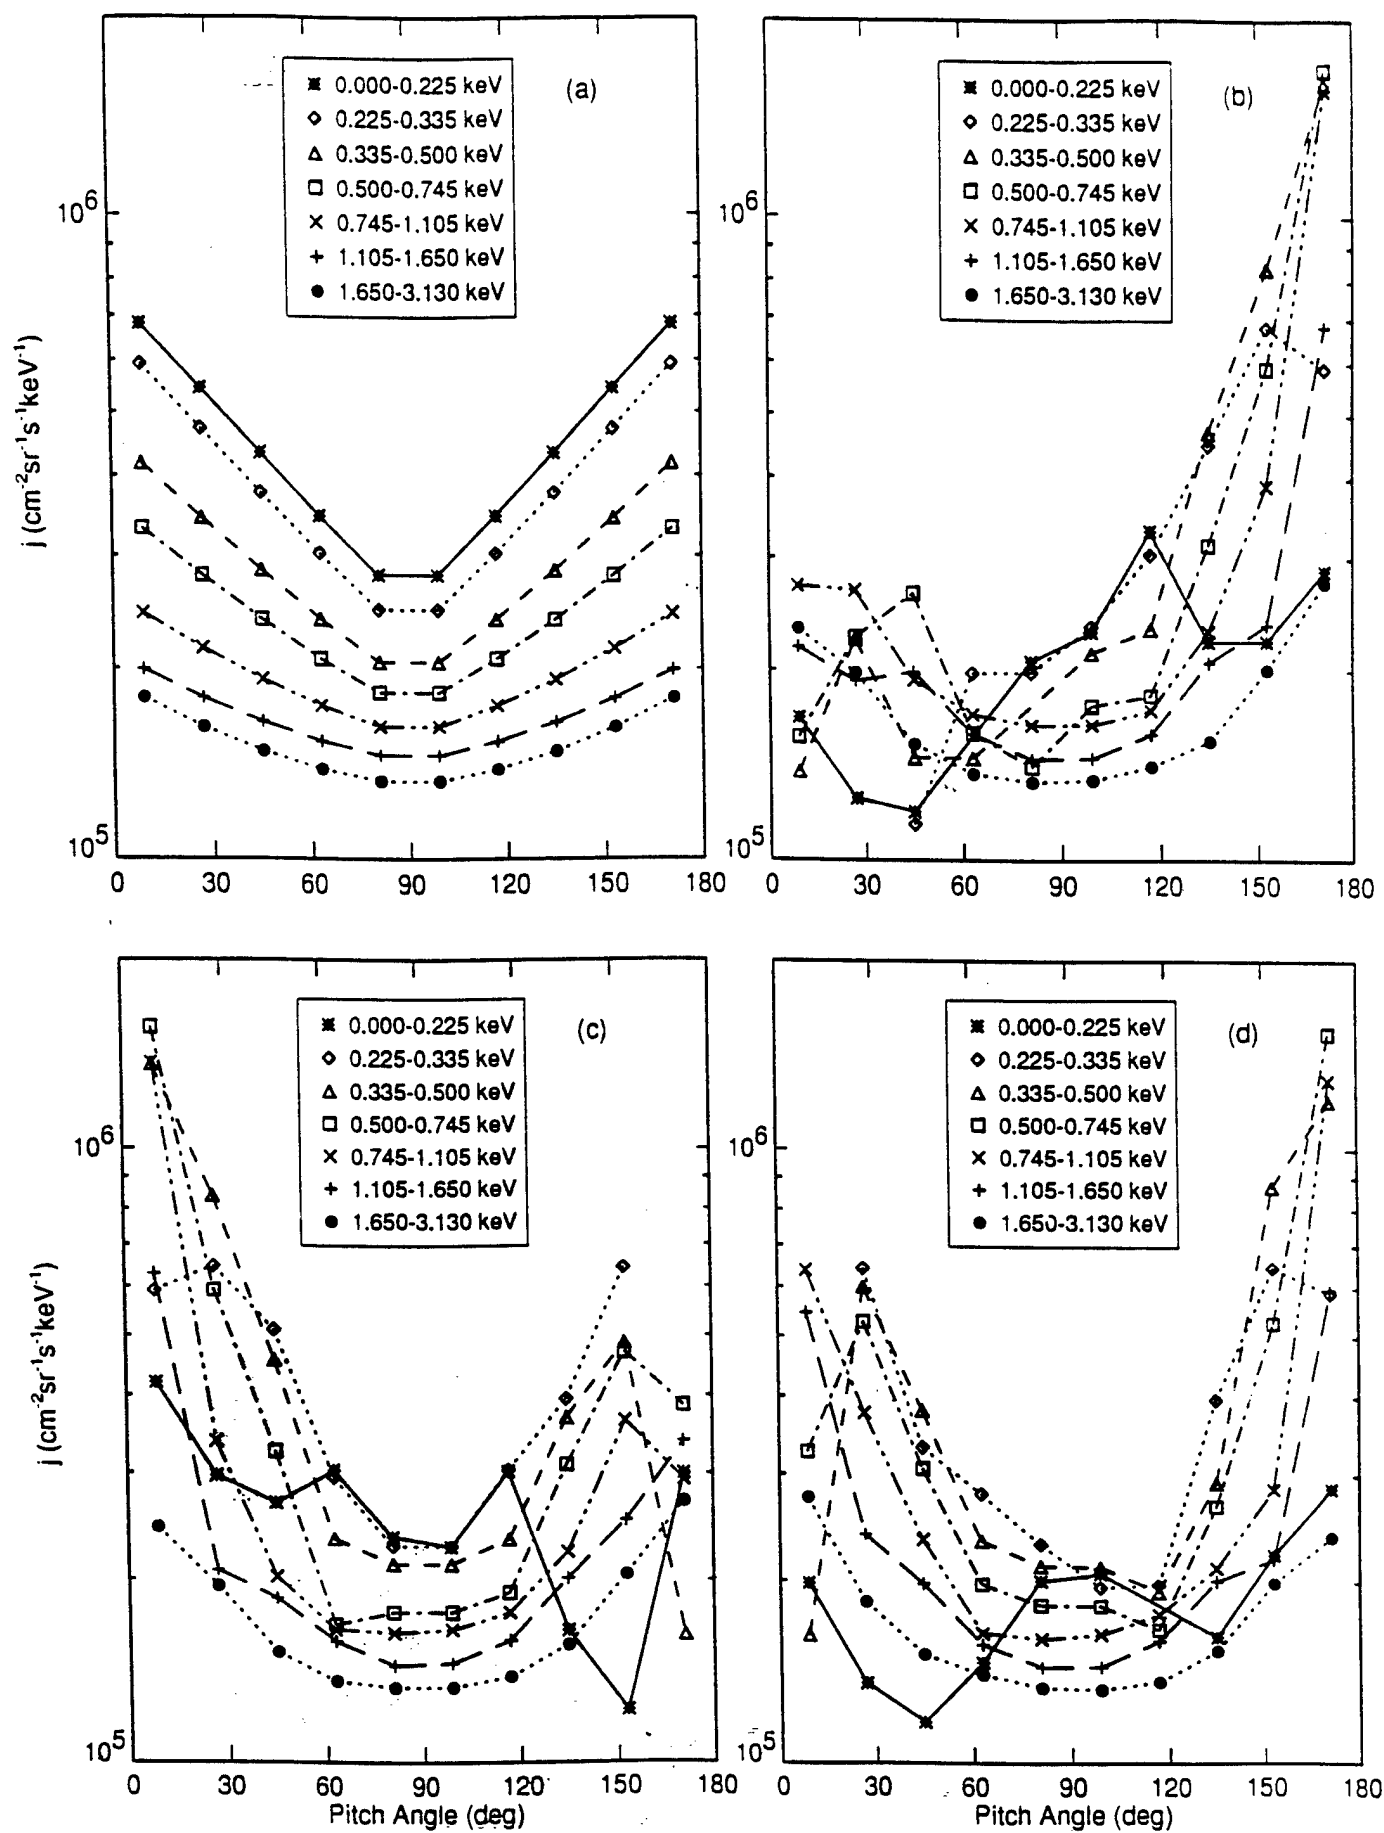 (a)
0.000-0.225 keV
0.225-0.335 keV
0.335-0.500 keV
0.500-0.745 keV
0.745-1.105 keV
1.105-1.650 keV
1.650-3.130 keV
10^6
10^5
j (cm^-2sr^-1s^-1keV^-1)
0 30 60 90 120 150 180
(b)
0.000-0.225 keV
0.225-0.335 keV
0.335-0.500 keV
0.500-0.745 keV
0.745-1.105 keV
1.105-1.650 keV
1.650-3.130 keV
10^6
10^5
0 30 60 90 120 150 180
(c)
0.000-0.225 keV
0.225-0.335 keV
0.335-0.500 keV
0.500-0.745 keV
0.745-1.105 keV
1.105-1.650 keV
1.650-3.130 keV
10^6
10^5
j (cm^-2sr^-1s^-1keV^-1)
0 30 60 90 120 150 180
Pitch Angle (deg)
(d)
0.000-0.225 keV
0.225-0.335 keV
0.335-0.500 keV
0.500-0.745 keV
0.745-1.105 keV
1.105-1.650 keV
1.650-3.130 keV
10^6
10^5
0 30 60 90 120 150 180
Pitch Angle (deg)